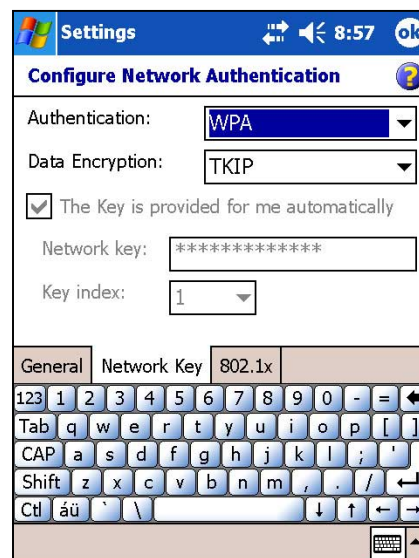 Settings 8:57 ok
Configure Network Authentication ?
Authentication: WPA
Data Encryption: TKIP
The Key is provided for me automatically
Network key: *************
Key index: 1
General Network Key 802.1x
123 1 2 3 4 5 6 7 8 9 0 - =
Tab q w e r t y u i o p [ ]
CAP a s d f g h j k l ; '
Shift z x c v b n m , . /
Ctl áü ` \